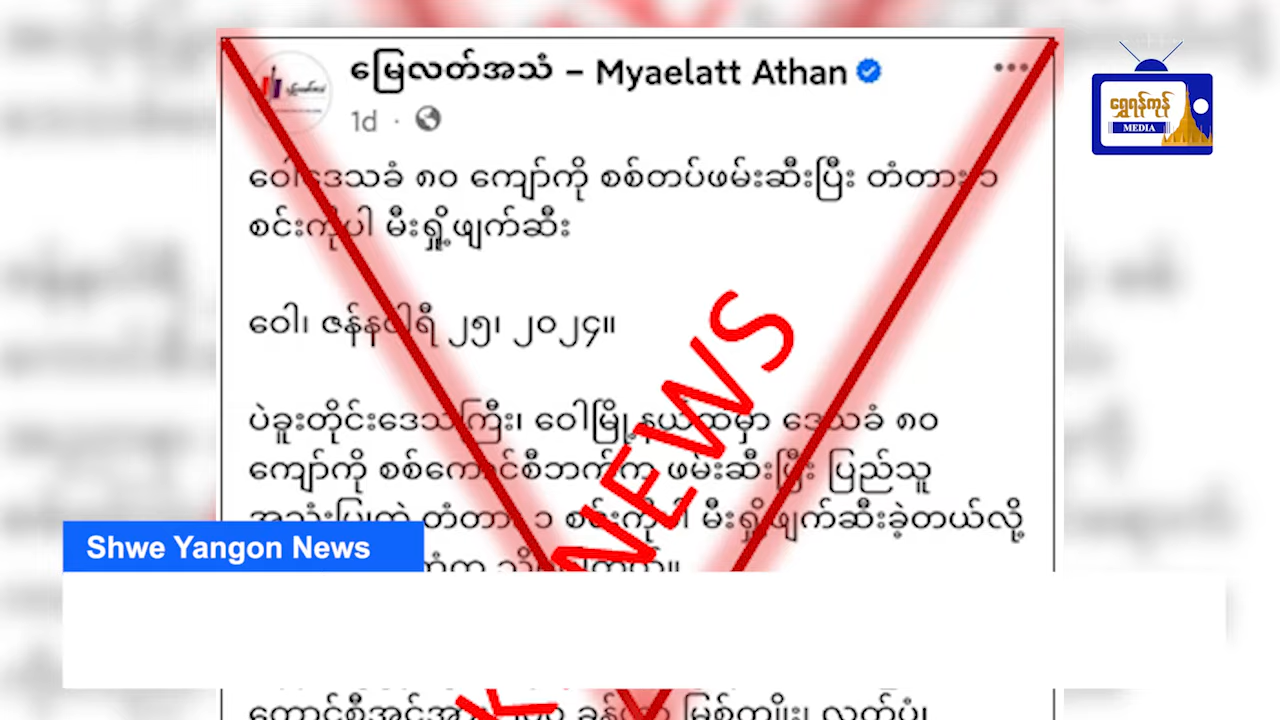 မြေလတ်အသံ – Myaelatt Athan
1d ·
ရွှေရန်ကုန်
MEDIA
ဝေါဒေသခံ ၈၀ ကျော်ကို စစ်တပ်ဖမ်းဆီးပြီး တံတား ၁
စင်းကိုပါ မီးရှို့ဖျက်ဆီး
ဝေါ၊ ဇန်နဝါရီ ၂၅၊ ၂၀၂၄။
ပဲခူးတိုင်းဒေသကြီး၊ ဝေါမြို့နယ်ထဲမှာ ဒေသခံ ၈၀
ကျော်ကို စစ်ကောင်စီဘက်က ဖမ်းဆီးပြီး ပြည်သူ
အသုံးပြုတဲ့ တံတား ၁ စင်းကိုပါ မီးရှို့ဖျက်ဆီးခဲ့တယ်လို့
NEWS
Shwe Yangon News